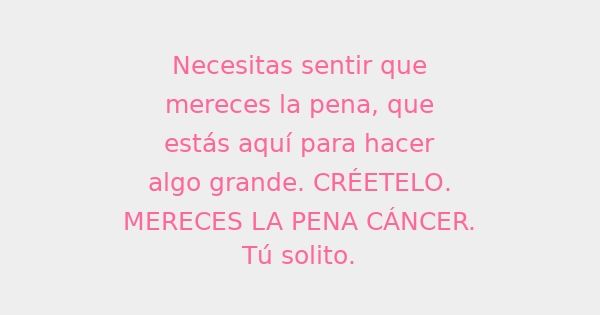 Necesitas sentir que
mereces la pena, que
estás aquí para hacer
algo grande. CRÉETELO.
MERECES LA PENA CÁNCER.
Tú solito.